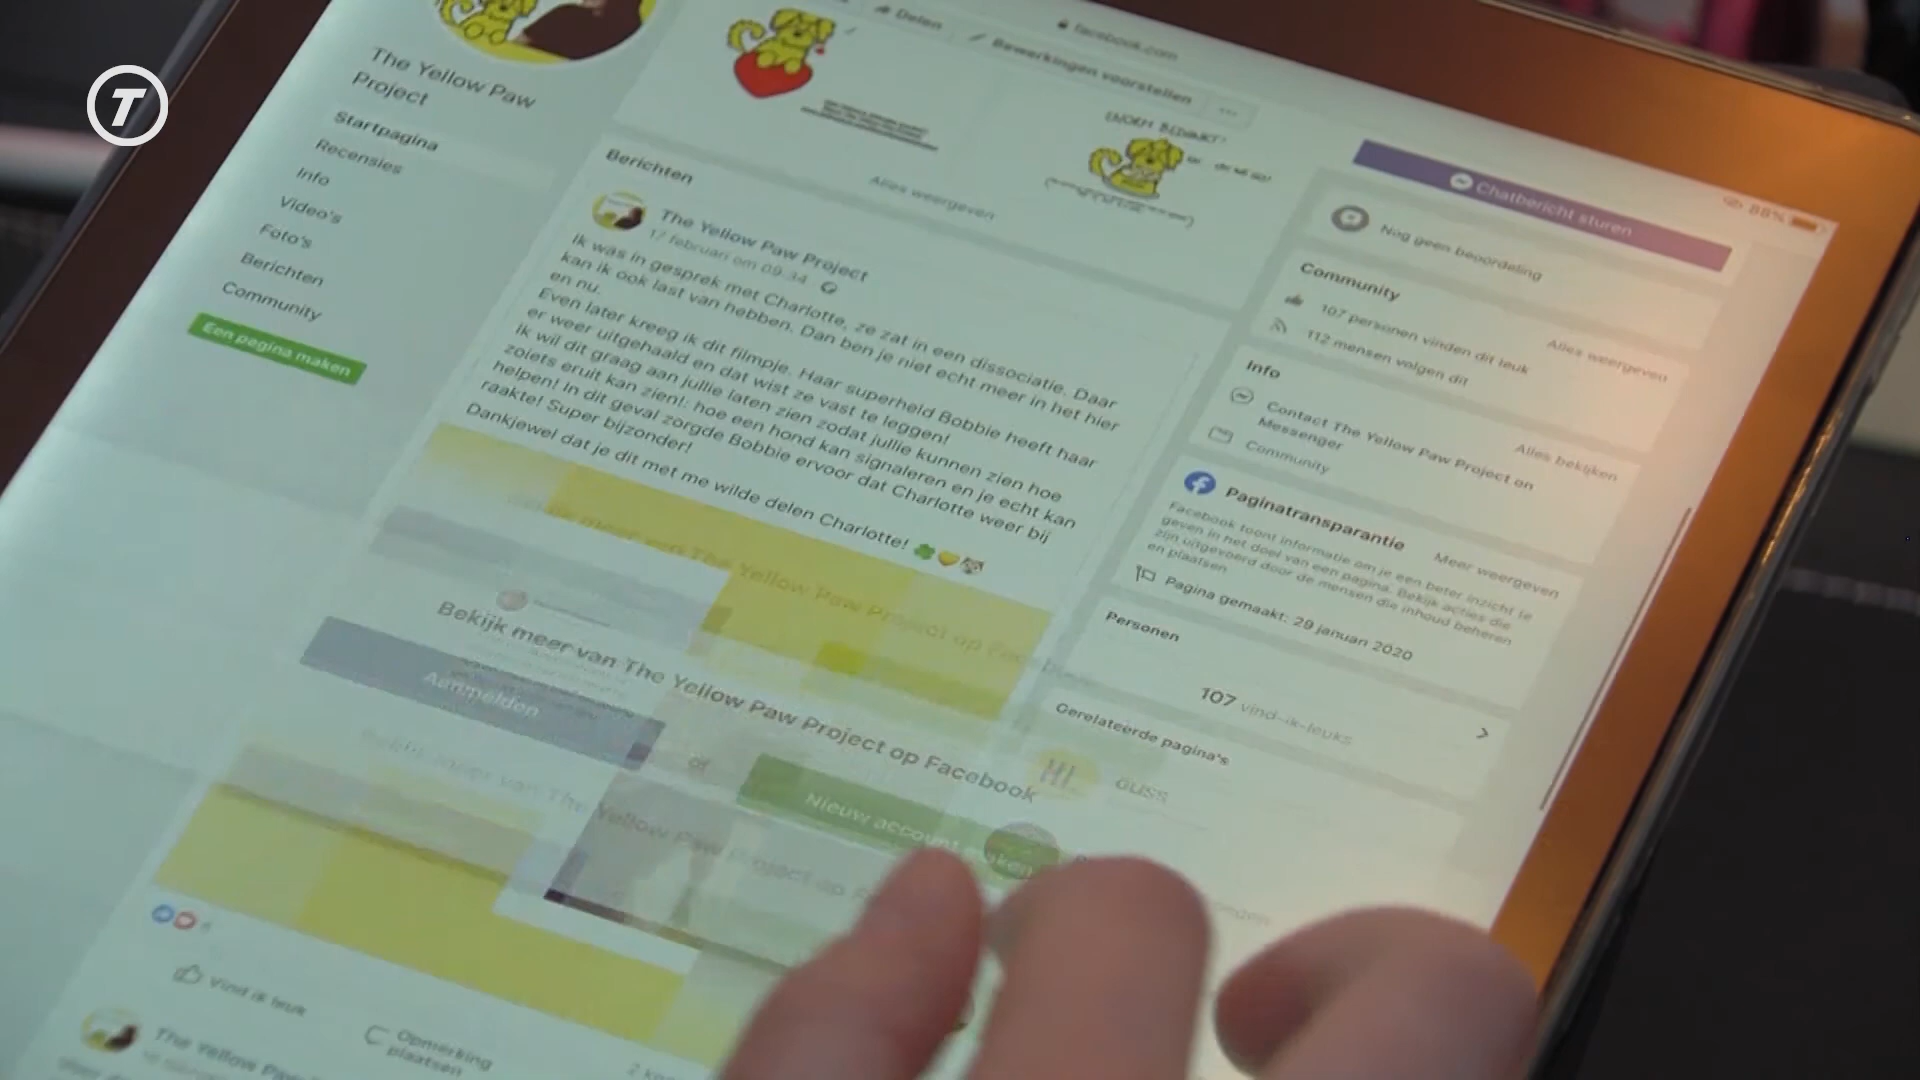 T
facebook.com
Delen
Bewerkingen voorstellen
...
88%
The Yellow Paw
Project
Startpagina
Recensies
Info
Video's
Foto's
Berichten
Community
Een pagina maken
ENORM BEDANKT!
Berichten
Alles weergeven
The Yellow Paw Project
17 februari om 09:34
Ik was in gesprek met Charlotte, ze zat in een dissociatie. Daar
kan ik ook last van hebben. Dan ben je niet echt meer in het hier
en nu.
Even later kreeg ik dit filmpje. Haar superheld Bobbie heeft haar
er weer uitgehaald en dat wist ze vast te leggen!
Ik wil dit graag aan jullie laten zien zodat jullie kunnen zien hoe
zoiets eruit kan zien!: hoe een hond kan signaleren en je echt kan
helpen! In dit geval zorgde Bobbie ervoor dat Charlotte weer bij
raakte! Super bijzonder!
Dankjewel dat je dit met me wilde delen Charlotte!
Bekijk meer van The Yellow Paw Project op Facebook
Aanmelden
of
Nieuw account maken
Vind ik leuk
Opmerking
plaatsen
The Yellow Paw
Chatbericht sturen
Nog geen beoordeling
Community
Alles weergeven
107 personen vinden dit leuk
112 mensen volgen dit
Info
Alles bekijken
Contact The Yellow Paw Project on
Messenger
Community
Paginatransparantie
Meer weergeven
Facebook toont informatie om je een beter inzicht te
geven in het doel van een pagina. Bekijk acties die
zijn uitgevoerd door de mensen die inhoud beheren
en plaatsen
Pagina gemaakt: 29 januari 2020
Personen
107 vind-ik-leuks
Gerelateerde pagina's
GUSS